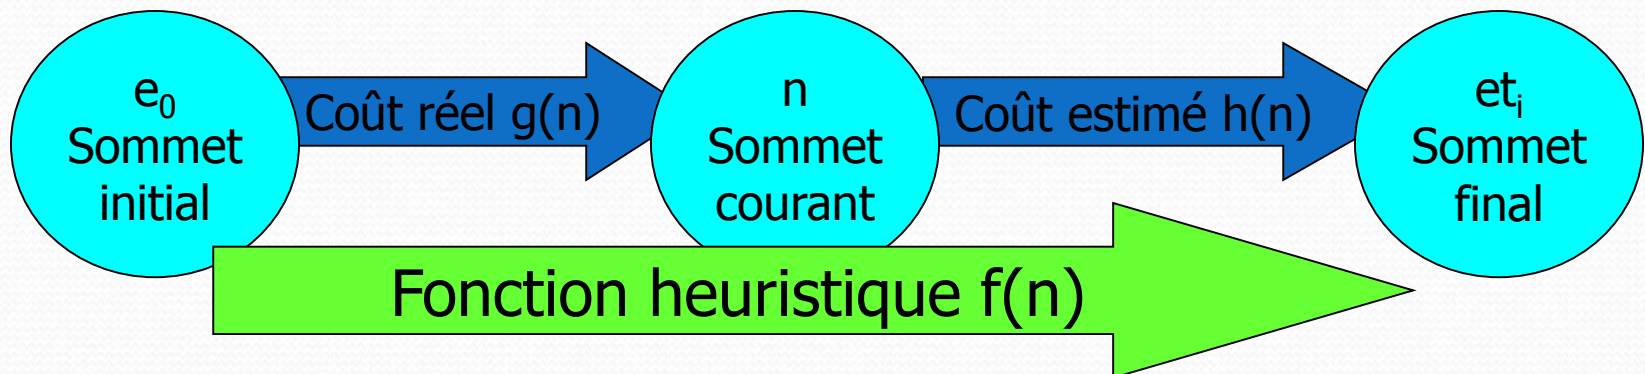 e₀
Sommet
initial
Coût réel g(n)
n
Sommet
courant
Coût estimé h(n)
etᵢ
Sommet
final
Fonction heuristique f(n)